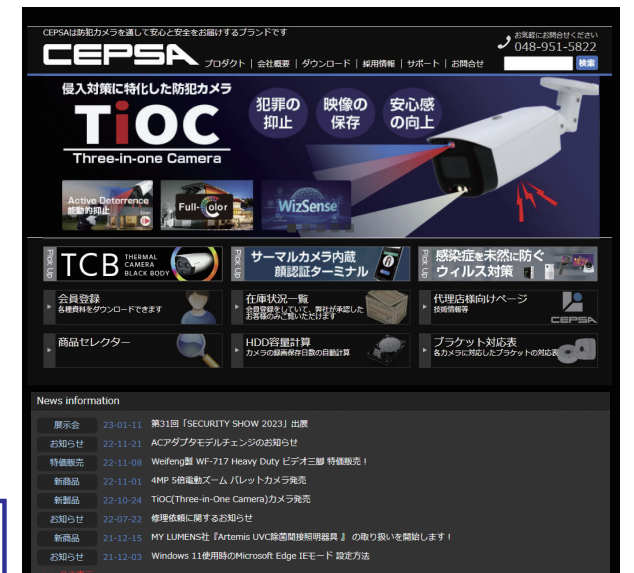 CEPSAは防犯カメラを通して安心と安全をお届けするブランドです
お気軽にお問合せください
CEPSA
048-951-5822
プロダクト | 会社概要 | ダウンロード | 採用情報 | サポート | お問合せ
検索
侵入対策に特化した防犯カメラ
TiOC
Three-in-one Camera
犯罪の
抑止
映像の
保存
安心感
の向上
Active Deterrence
能動的抑止
Full-color
WizSense
Pick Up
TCB THERMAL
CAMERA
BLACK BODY
Pick Up
サーマルカメラ内蔵
顔認証ターミナル
Pick Up
感染症を未然に防ぐ
ウィルス対策
会員登録
各種資料をダウンロードできます
在庫状況一覧
会員登録をしていて、弊社が承認した
お客様のみご覧いただけます
代理店様向けページ
技術情報等
CEPSA
商品セレクター
HDD容量計算
カメラの録画保存日数の自動計算
ブラケット対応表
各カメラに対応したブラケットの対応表
News information
展示会 23-01-11 第31回「SECURITY SHOW 2023」出展
お知らせ 22-11-21 ACアダプタモデルチェンジのお知らせ
特価販売 22-11-08 Weifeng製 WF-717 Heavy Duty ビデオ三脚 特価販売！
新商品 22-11-01 4MP 5倍電動ズーム バレットカメラ発売
新製品 22-10-24 TiOC(Three-in-One Camera)カメラ発売
お知らせ 22-07-22 修理依頼に関するお知らせ
新商品 21-12-15 MY LUMENS社『Artemis UVC除菌間接照明器具 』 の取り扱いを開始します！
お知らせ 21-12-03 Windows 11使用時のMicrosoft Edge IEモード 設定方法